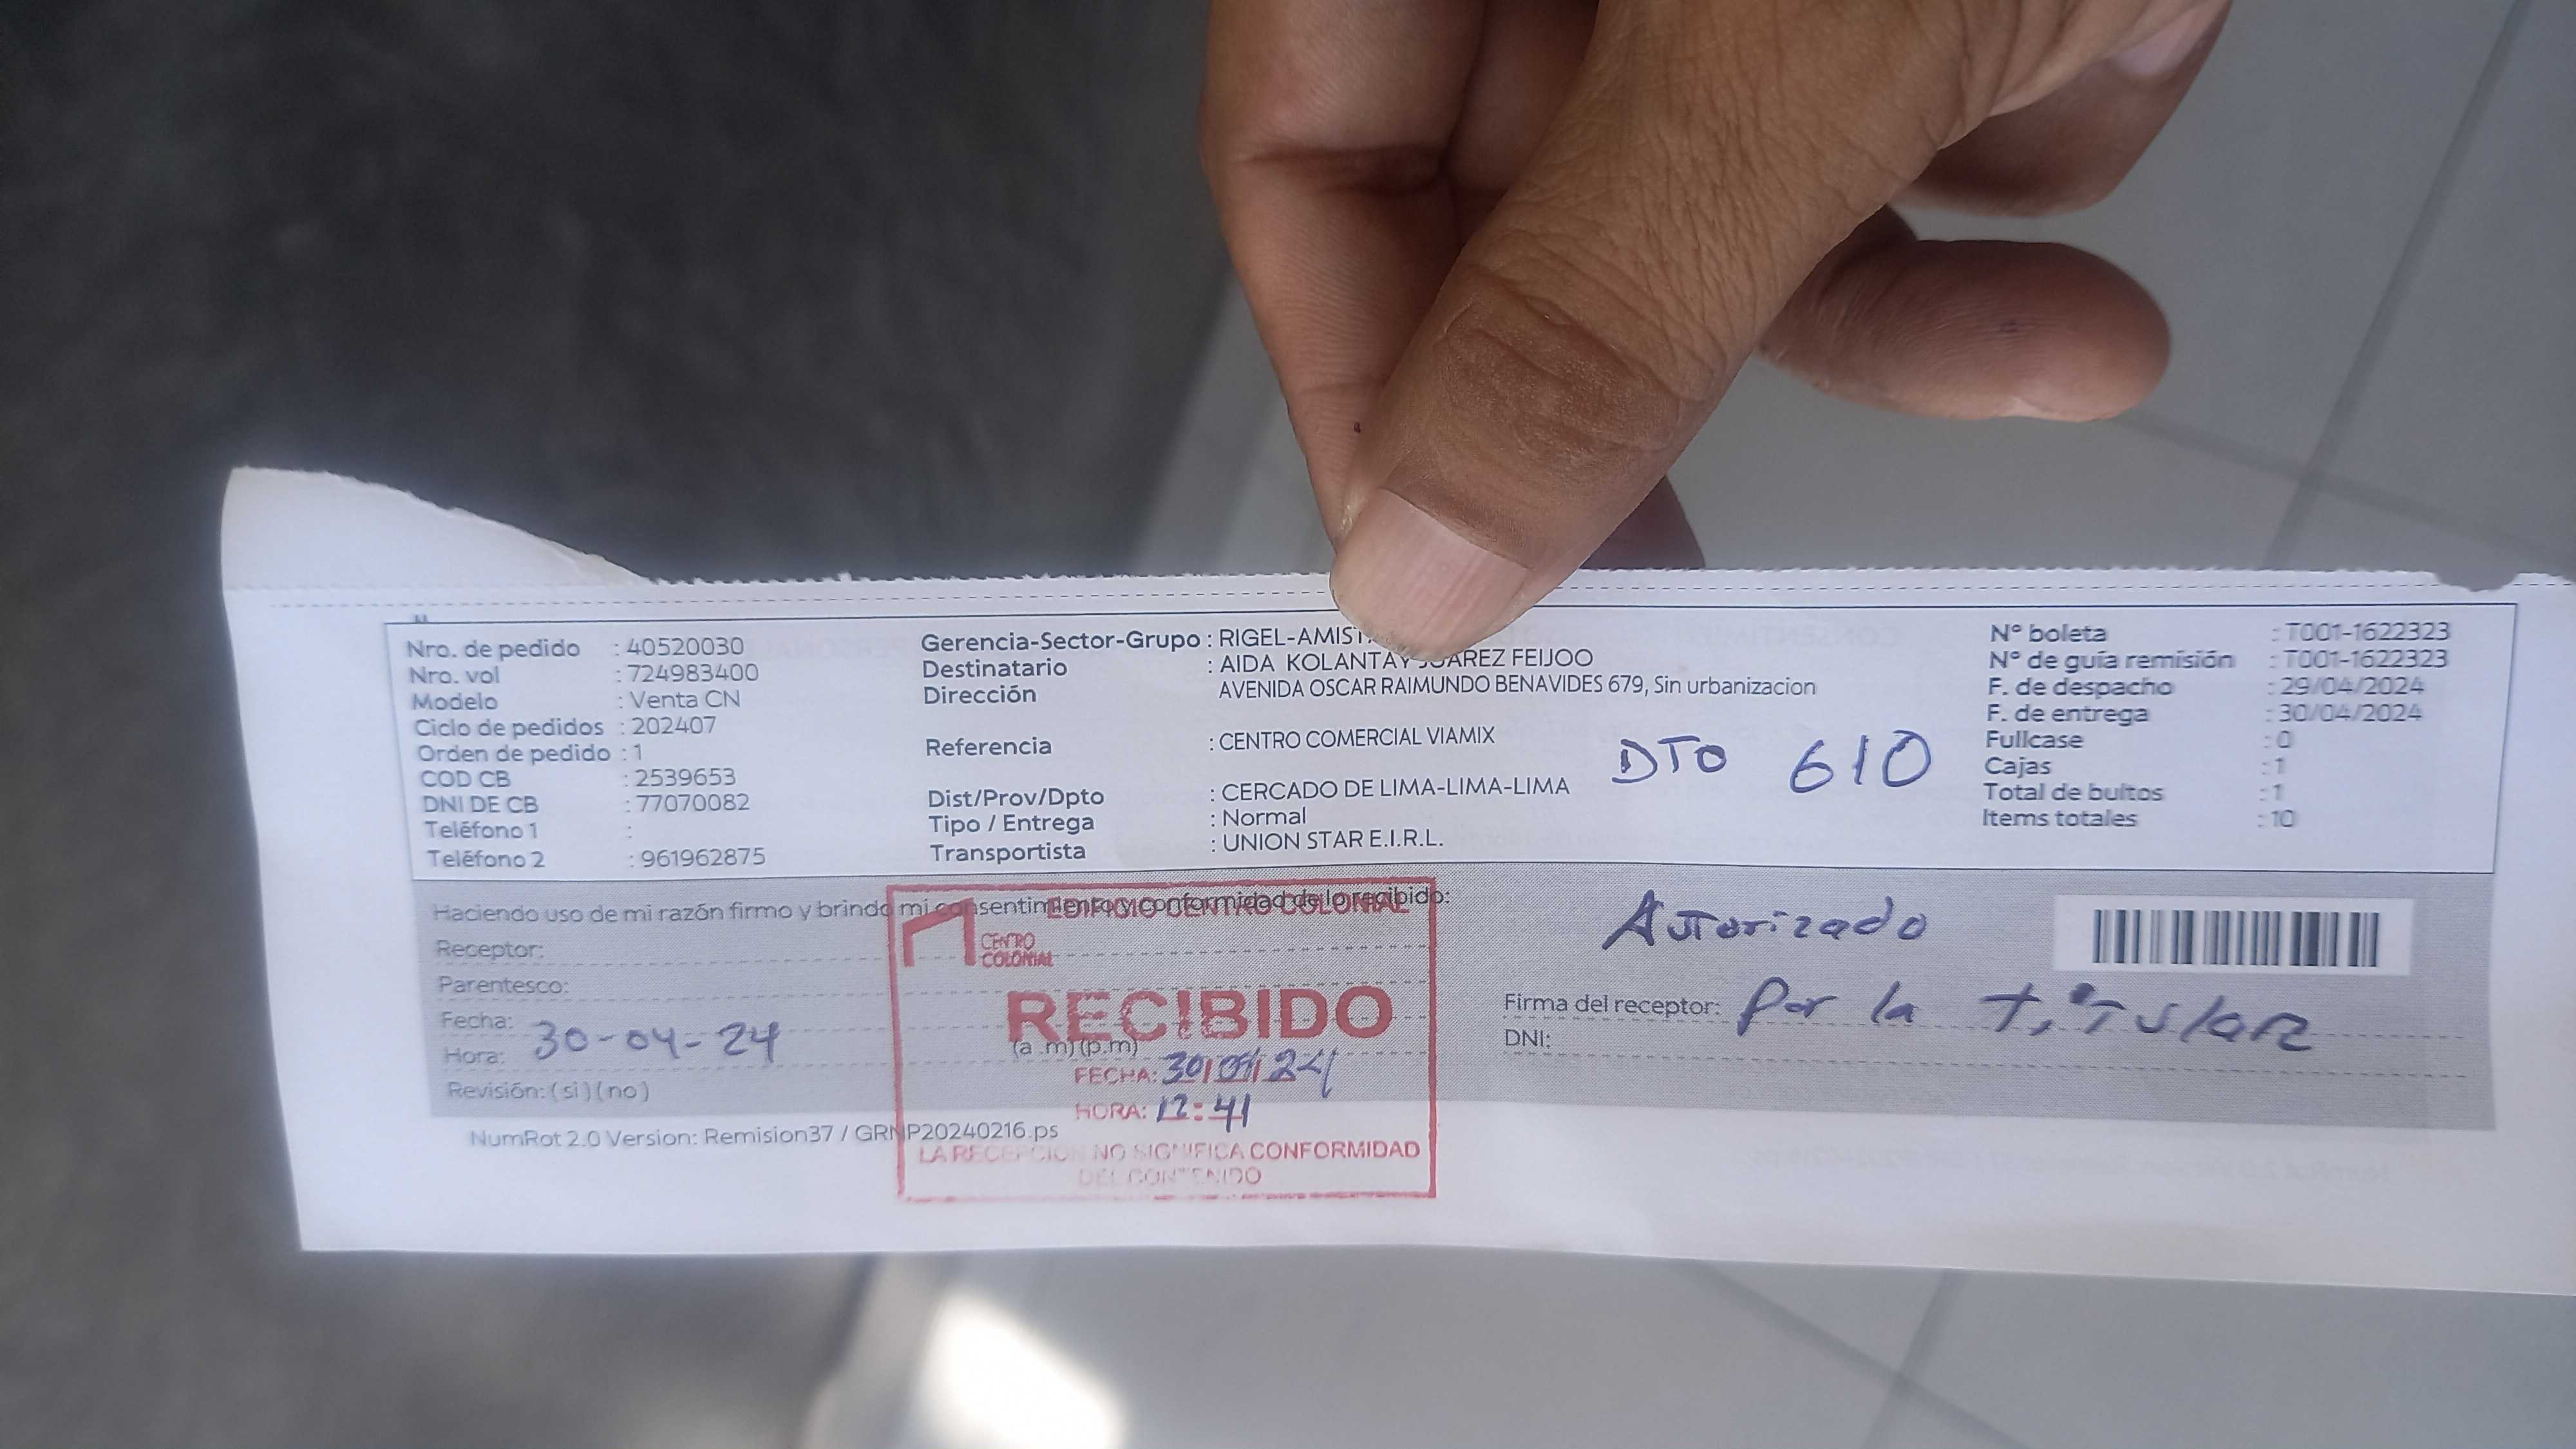 Nro. de pedido : 40520030
Nro. vol : 724983400
Modelo : Venta CN
Ciclo de pedidos : 202407
Orden de pedido : 1
COD CB : 2539653
DNI DE CB : 77070082
Teléfono 1 :
Teléfono 2 : 961962875
Gerencia-Sector-Grupo : RIGEL-AMIST
Destinatario : AIDA KOLANTAY JUAREZ FEIJOO
Dirección AVENIDA OSCAR RAIMUNDO BENAVIDES 679, Sin urbanizacion
Referencia : CENTRO COMERCIAL VIAMIX
DTO 610
Dist/Prov/Dpto : CERCADO DE LIMA-LIMA-LIMA
Tipo / Entrega : Normal
Transportista : UNION STAR E.I.R.L.
N° boleta : T001-1622323
N° de guía remisión : T001-1622323
F. de despacho : 29/04/2024
F. de entrega : 30/04/2024
Fullcase : 0
Cajas : 1
Total de bultos : 1
Items totales : 10
Haciendo uso de mi razón firmo y brindo mi consentimiento y conformidad de lo recibido:
Receptor:
Parentesco:
Fecha:
30-04-24
Hora: (a.m)(p.m)
Revisión: (si)(no)
EDIFICIO CENTRO COLONIAL
CENTRO
COLONIAL
RECIBIDO
FECHA: 30/04/24
HORA: 12:41
LA RECEPCION NO SIGNIFICA CONFORMIDAD
DEL CONTENIDO
Autorizado
Firma del receptor: por la titular
DNI:
NumRot 2.0 Version: Remision37 / GRNP20240216.ps